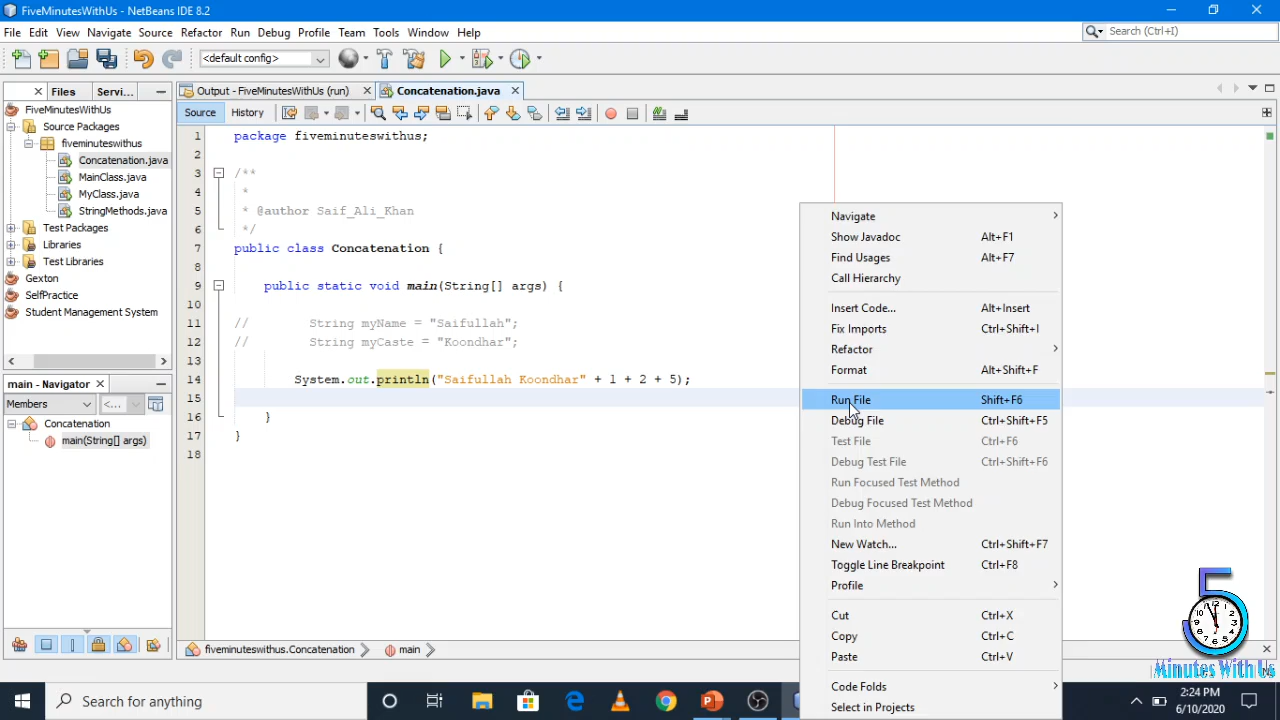 FiveMinutesWithUs - NetBeans IDE 8.2
File Edit View Navigate Source Refactor Run Debug Profile Team Tools Window Help
Search (Ctrl+I)
<default config>
Files
Servi...
Output - FiveMinutesWithUs (run)
Concatenation.java
FiveMinutesWithUs
Source Packages
fiveminuteswithus
Concatenation.java
MainClass.java
MyClass.java
StringMethods.java
Test Packages
Libraries
Test Libraries
Gexton
SelfPractice
Student Management System
Source
History
1 package fiveminuteswithus;
2
3 /**
4 *
5 * @author Saif_Ali_Khan
6 */
7 public class Concatenation {
8
9 public static void main(String[] args) {
10
11 // String myName = "Saifullah";
12 // String myCaste = "Koondhar";
13
14 System.out.println("Saifullah Koondhar" + 1 + 2 + 5);
15
16 }
17 }
18
Navigate
Show Javadoc Alt+F1
Find Usages Alt+F7
Call Hierarchy
Insert Code... Alt+Insert
Fix Imports Ctrl+Shift+I
Refactor
Format Alt+Shift+F
Run File Shift+F6
Debug File Ctrl+Shift+F5
Test File Ctrl+F6
Debug Test File Ctrl+Shift+F6
Run Focused Test Method
Debug Focused Test Method
Run Into Method
New Watch... Ctrl+Shift+F7
Toggle Line Breakpoint Ctrl+F8
Profile
Cut Ctrl+X
Copy Ctrl+C
Paste Ctrl+V
Code Folds
Select in Projects
main - Navigator
Members
<...
Concatenation
main(String[] args)
fiveminuteswithus.Concatenation
main
5
Minutes With Us
Search for anything
2:24 PM
6/10/2020